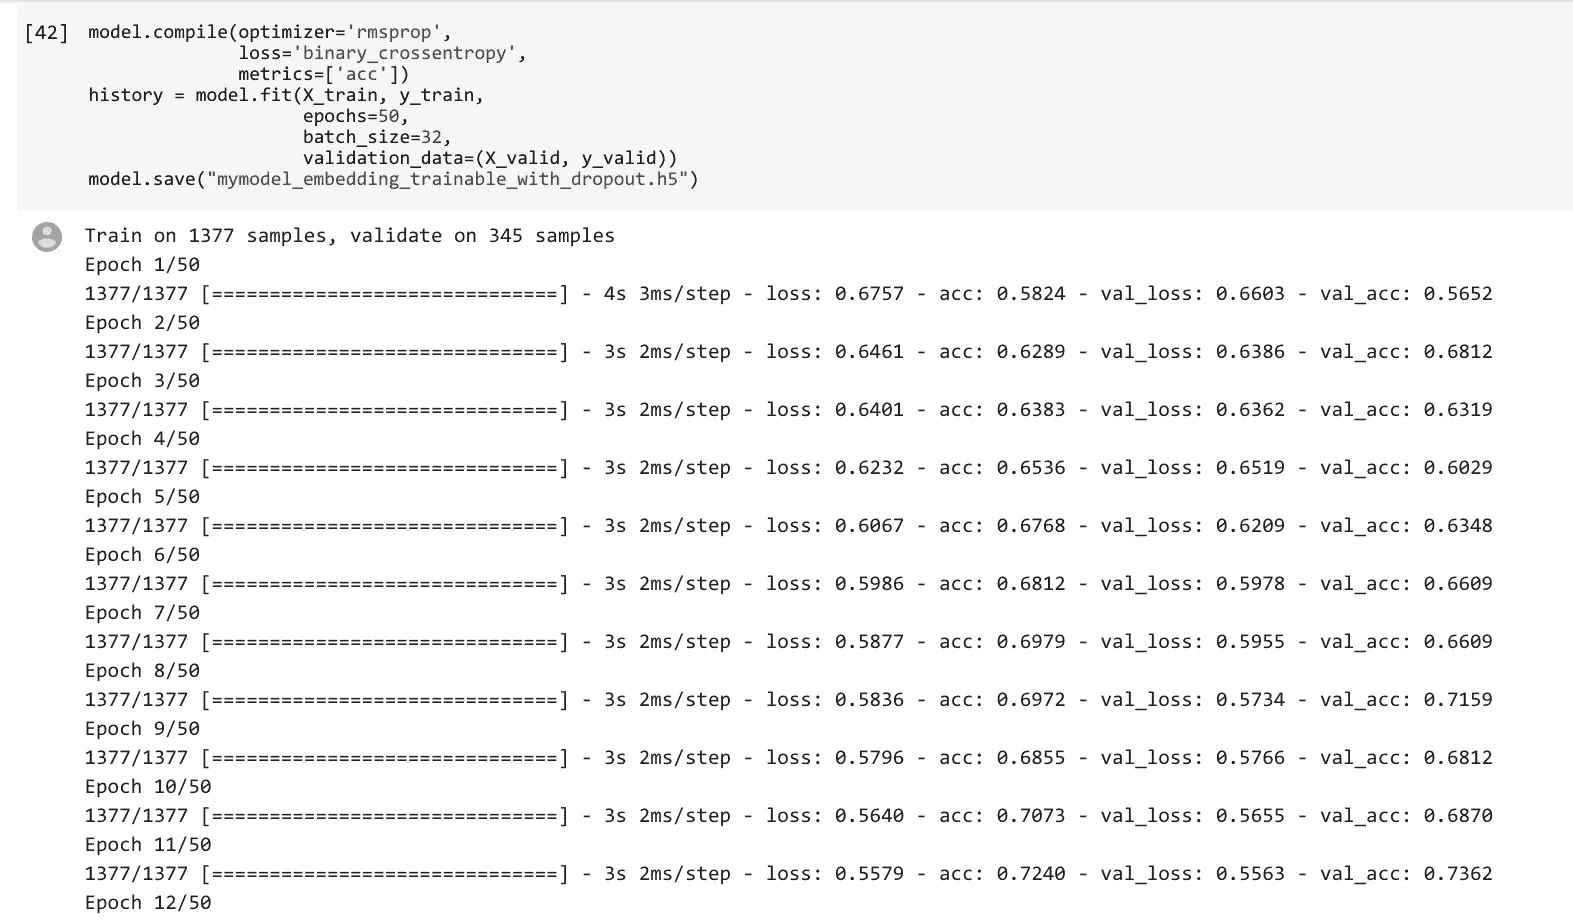 [42] model.compile(optimizer='rmsprop',
loss='binary_crossentropy',
metrics=['acc'])
history = model.fit(X_train, y_train,
epochs=50,
batch_size=32,
validation_data=(X_valid, y_valid))
model.save("mymodel_embedding_trainable_with_dropout.h5")
Train on 1377 samples, validate on 345 samples
Epoch 1/50
1377/1377 [==============================] - 4s 3ms/step - loss: 0.6757 - acc: 0.5824 - val_loss: 0.6603 - val_acc: 0.5652
Epoch 2/50
1377/1377 [==============================] - 3s 2ms/step - loss: 0.6461 - acc: 0.6289 - val_loss: 0.6386 - val_acc: 0.6812
Epoch 3/50
1377/1377 [==============================] - 3s 2ms/step - loss: 0.6401 - acc: 0.6383 - val_loss: 0.6362 - val_acc: 0.6319
Epoch 4/50
1377/1377 [==============================] - 3s 2ms/step - loss: 0.6232 - acc: 0.6536 - val_loss: 0.6519 - val_acc: 0.6029
Epoch 5/50
1377/1377 [==============================] - 3s 2ms/step - loss: 0.6067 - acc: 0.6768 - val_loss: 0.6209 - val_acc: 0.6348
Epoch 6/50
1377/1377 [==============================] - 3s 2ms/step - loss: 0.5986 - acc: 0.6812 - val_loss: 0.5978 - val_acc: 0.6609
Epoch 7/50
1377/1377 [==============================] - 3s 2ms/step - loss: 0.5877 - acc: 0.6979 - val_loss: 0.5955 - val_acc: 0.6609
Epoch 8/50
1377/1377 [==============================] - 3s 2ms/step - loss: 0.5836 - acc: 0.6972 - val_loss: 0.5734 - val_acc: 0.7159
Epoch 9/50
1377/1377 [==============================] - 3s 2ms/step - loss: 0.5796 - acc: 0.6855 - val_loss: 0.5766 - val_acc: 0.6812
Epoch 10/50
1377/1377 [==============================] - 3s 2ms/step - loss: 0.5640 - acc: 0.7073 - val_loss: 0.5655 - val_acc: 0.6870
Epoch 11/50
1377/1377 [==============================] - 3s 2ms/step - loss: 0.5579 - acc: 0.7240 - val_loss: 0.5563 - val_acc: 0.7362
Epoch 12/50